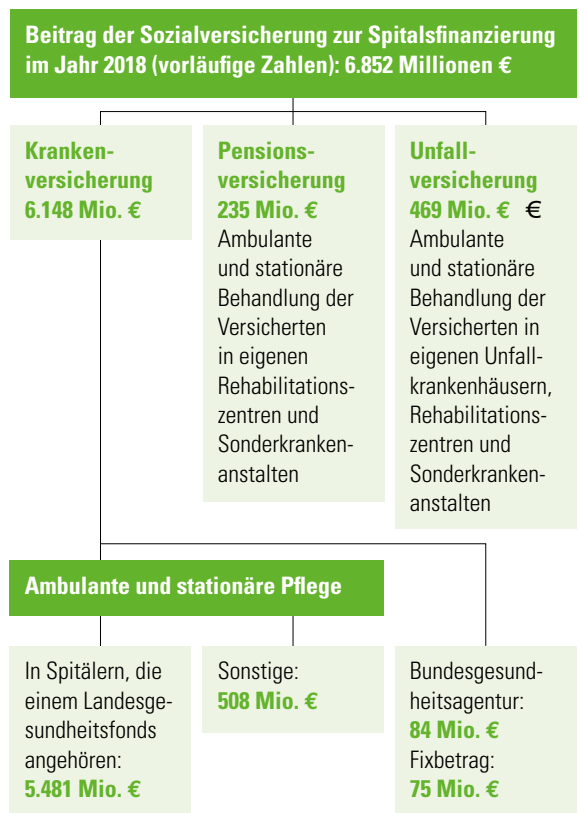 Beitrag der Sozialversicherung zur Spitalsfinanzierung
im Jahr 2018 (vorläufige Zahlen): 6.852 Millionen €
Kranken-
versicherung
6.148 Mio. €
Pensions-
versicherung
235 Mio. €
Ambulante
und stationäre
Behandlung der
Versicherten
in eigenen
Rehabilitations-
zentren und
Sonderkranken-
anstalten
Unfall-
versicherung
469 Mio. € €
Ambulante
und stationäre
Behandlung der
Versicherten in
eigenen Unfall-
krankenhäusern,
Rehabilitations-
zentren und
Sonderkranken-
anstalten
Ambulante und stationäre Pflege
In Spitälern, die
einem Landesge-
sundheitsfonds
angehören:
5.481 Mio. €
Sonstige:
508 Mio. €
Bundesgesund-
heitsagentur:
84 Mio. €
Fixbetrag:
75 Mio. €